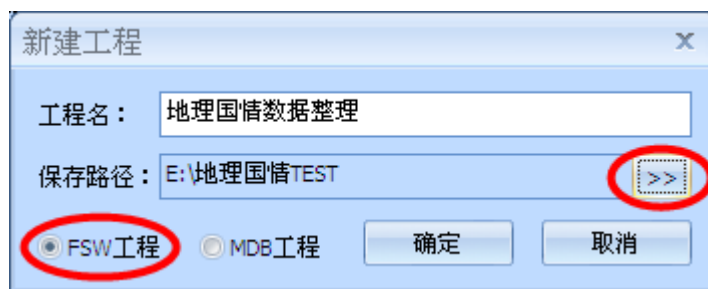 新建工程
工程名： 地理国情数据整理
保存路径： E:\地理国情TEST >>
FSW工程 MDB工程 确定 取消